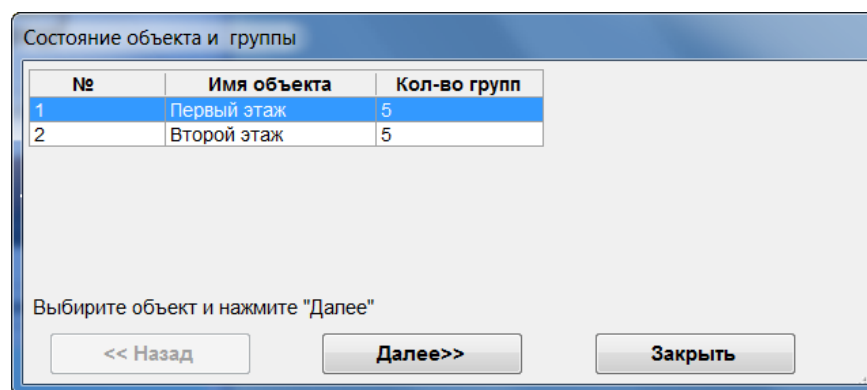 Состояние объекта и группы
№ Имя объекта Кол-во групп
1 Первый этаж 5
2 Второй этаж 5
Выбирите объект и нажмите "Далее"
<< Назад Далее>> Закрыть